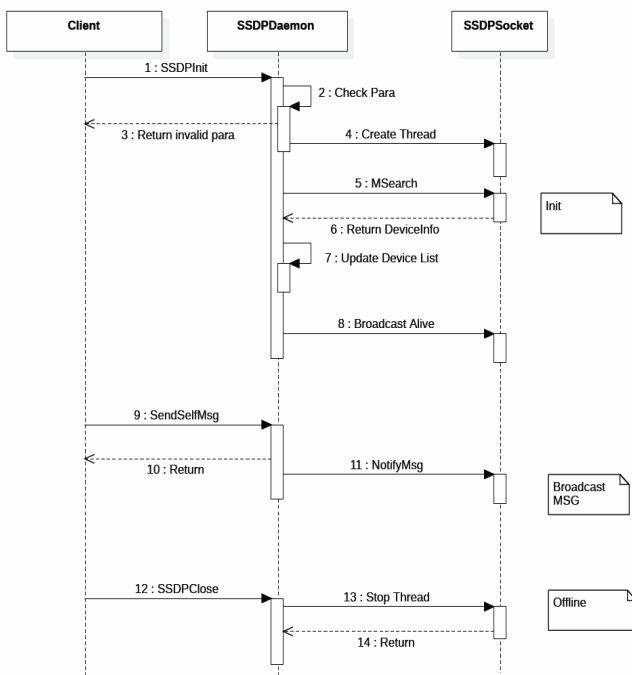 Client
SSDPDaemon
SSDPSocket
1 : SSDPInit
2 : Check Para
3 : Return invalid para
4 : Create Thread
5 : MSearch
Init
6 : Return DeviceInfo
7 : Update Device List
8 : Broadcast Alive
9 : SendSelfMsg
10 : Return
11 : NotifyMsg
Broadcast
MSG
12 : SSDPClose
13 : Stop Thread
Offline
14 : Return